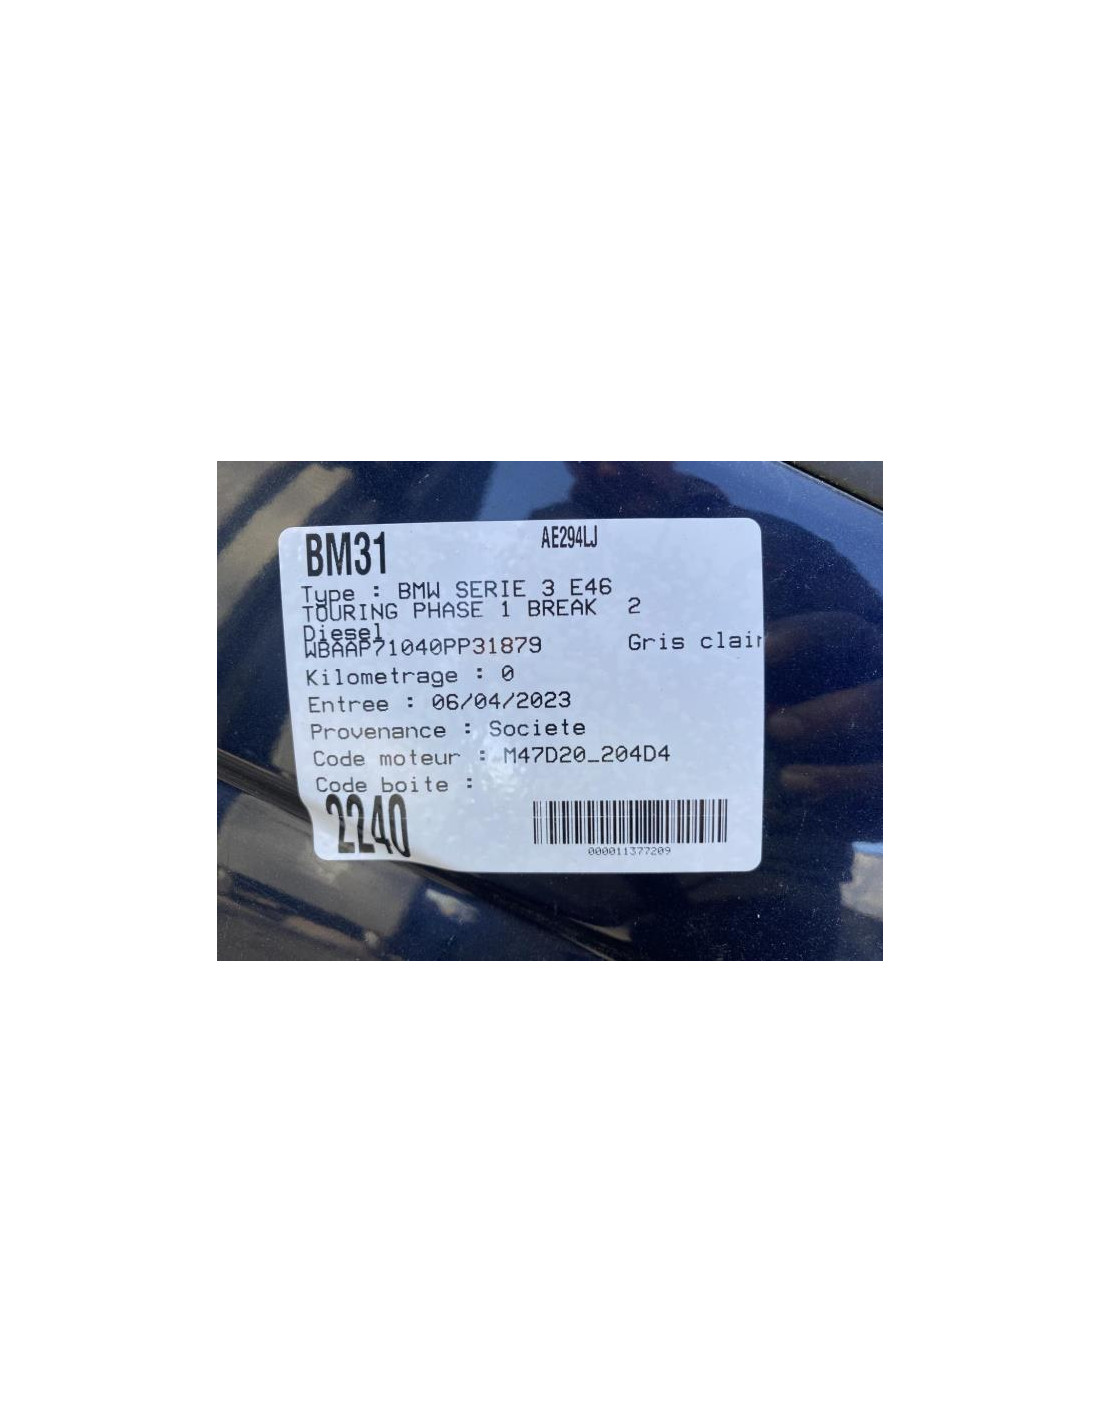 BM31 AE294LJ
Type : BMW SERIE 3 E46
TOURING PHASE 1 BREAK 2
Diesel
WBAAP71040PP31879 Gris clair
Kilometrage : 0
Entree : 06/04/2023
Provenance : Societe
Code moteur : M47D20_204D4
Code boite :
2240
000011377209